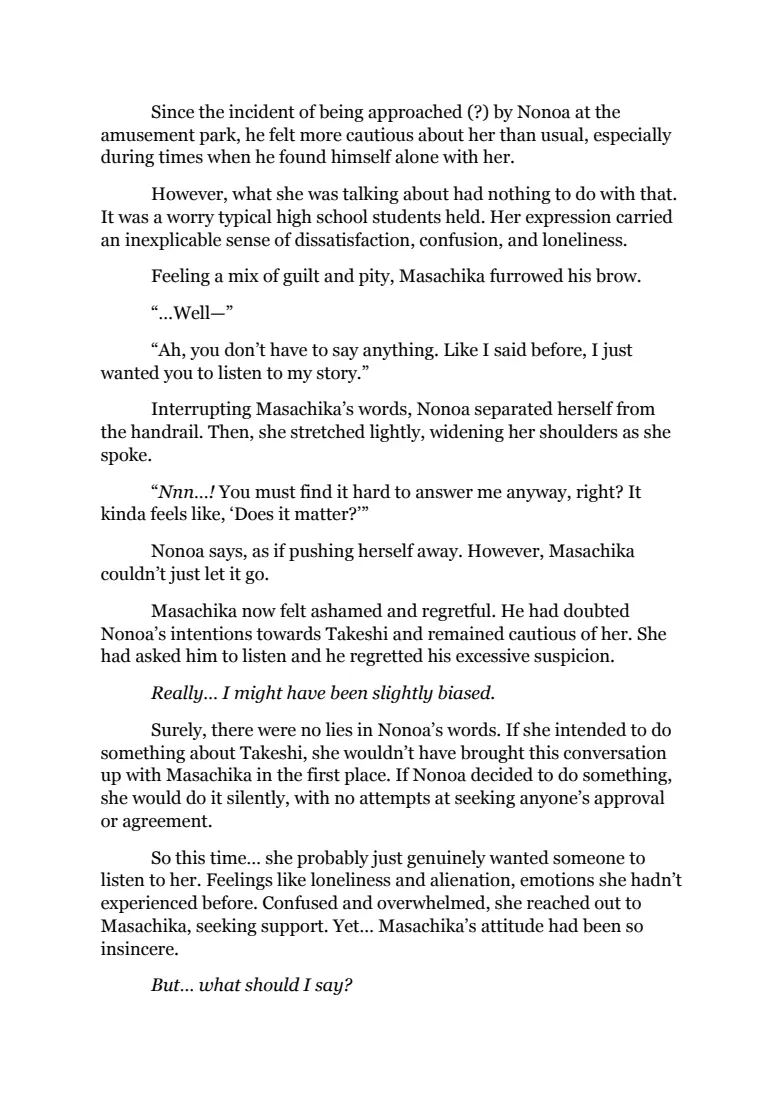 Since the incident of being approached (?) by Nonoa at the
amusement park, he felt more cautious about her than usual, especially
during times when he found himself alone with her.
However, what she was talking about had nothing to do with that.
It was a worry typical high school students held. Her expression carried
an inexplicable sense of dissatisfaction, confusion, and loneliness.
Feeling a mix of guilt and pity, Masachika furrowed his brow.
“…Well—”
“Ah, you don’t have to say anything. Like I said before, I just
wanted you to listen to my story.”
Interrupting Masachika’s words, Nonoa separated herself from
the handrail. Then, she stretched lightly, widening her shoulders as she
spoke.
“Nnn…! You must find it hard to answer me anyway, right? It
kinda feels like, ‘Does it matter?’”
Nonoa says, as if pushing herself away. However, Masachika
couldn’t just let it go.
Masachika now felt ashamed and regretful. He had doubted
Nonoa’s intentions towards Takeshi and remained cautious of her. She
had asked him to listen and he regretted his excessive suspicion.
Really… I might have been slightly biased.
Surely, there were no lies in Nonoa’s words. If she intended to do
something about Takeshi, she wouldn’t have brought this conversation
up with Masachika in the first place. If Nonoa decided to do something,
she would do it silently, with no attempts at seeking anyone’s approval
or agreement.
So this time… she probably just genuinely wanted someone to
listen to her. Feelings like loneliness and alienation, emotions she hadn’t
experienced before. Confused and overwhelmed, she reached out to
Masachika, seeking support. Yet… Masachika’s attitude had been so
insincere.
But… what should I say?